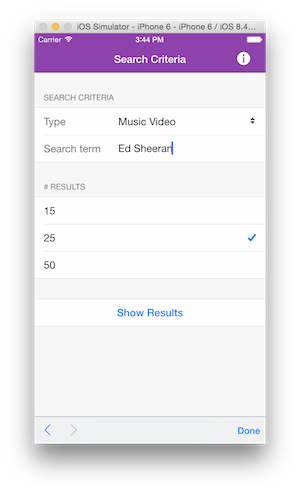 iOS Simulator - iPhone 6 - iPhone 6 / iOS 8.4...
Carrier 3:44 PM
Search Criteria
SEARCH CRITERIA
Type Music Video
Search term Ed Sheeran
# RESULTS
15
25
50
Show Results
Done